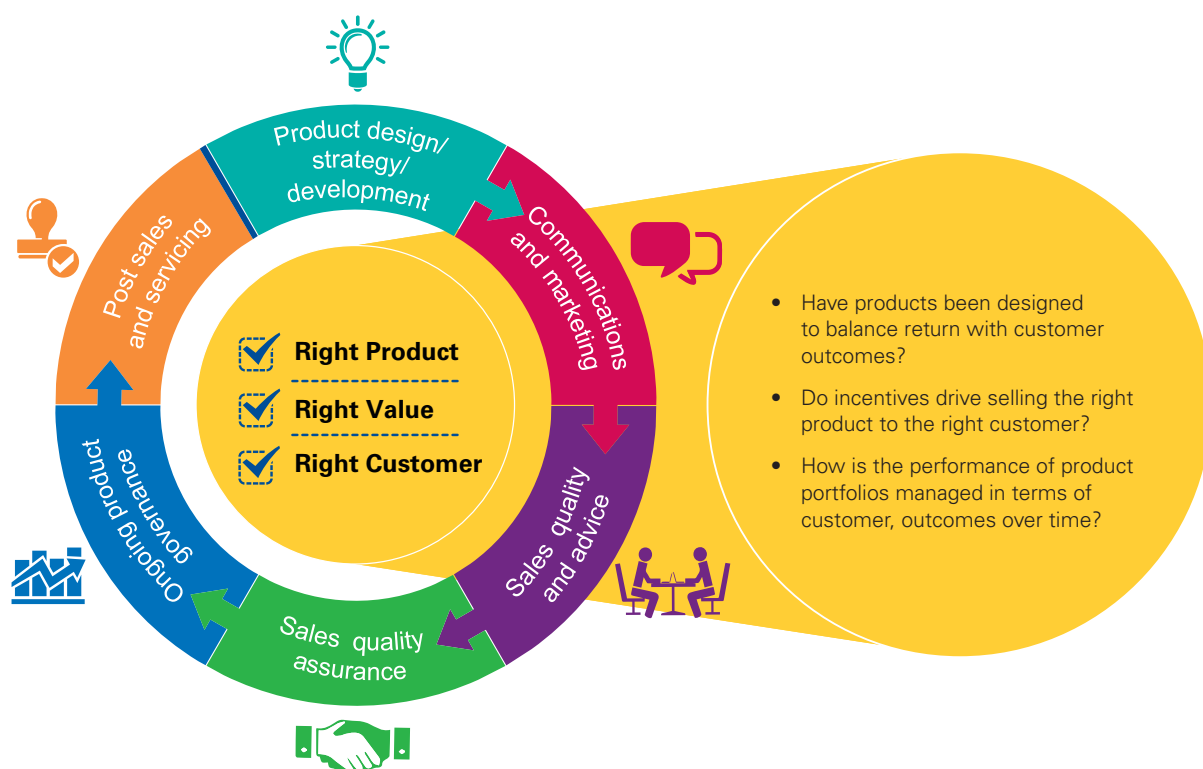 Product design/
strategy/
development
Communications
and marketing
Sales quality
and advice
Sales quality
assurance
Ongoing product
governance
Post sales
and servicing
Right Product
Right Value
Right Customer
• Have products been designed
to balance return with customer
outcomes?
• Do incentives drive selling the right
product to the right customer?
• How is the performance of product
portfolios managed in terms of
customer, outcomes over time?